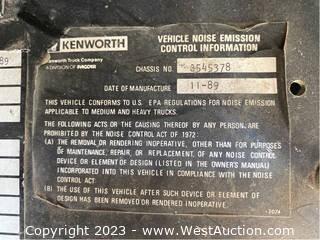 KENWORTH
Kenworth Truck Company
A DIVISION OF PACCAR
VEHICLE NOISE EMISSION
CONTROL INFORMATION
CHASSIS NO 8545378
DATE OF MANUFACTURE 11-89
THIS VEHICLE CONFORMS TO U.S. EPA REGULATIONS FOR NOISE EMISSION
APPLICABLE TO MEDIUM AND HEAVY TRUCKS.
THE FOLLOWING ACTS OR THE CAUSING THEREOF BY ANY PERSON, ARE
PROHIBITED BY THE NOISE CONTROL ACT OF 1972:
(A) THE REMOVAL OR RENDERING INOPERATIVE, OTHER THAN FOR PURPOSES
OF MAINTENANCE, REPAIR, OR REPLACEMENT, OF ANY NOISE CONTROL
DEVICE OR ELEMENT OF DESIGN (LISTED IN THE OWNER'S MANUAL)
INCORPORATED INTO THIS VEHICLE IN COMPLIANCE WITH THE NOISE
CONTROL ACT.
(B) THE USE OF THIS VEHICLE AFTER SUCH DEVICE OR ELEMENT OF
DESIGN HAS BEEN REMOVED OR RENDERED INOPERATIVE.
-89
Copyright 2023 - WestAuction.com